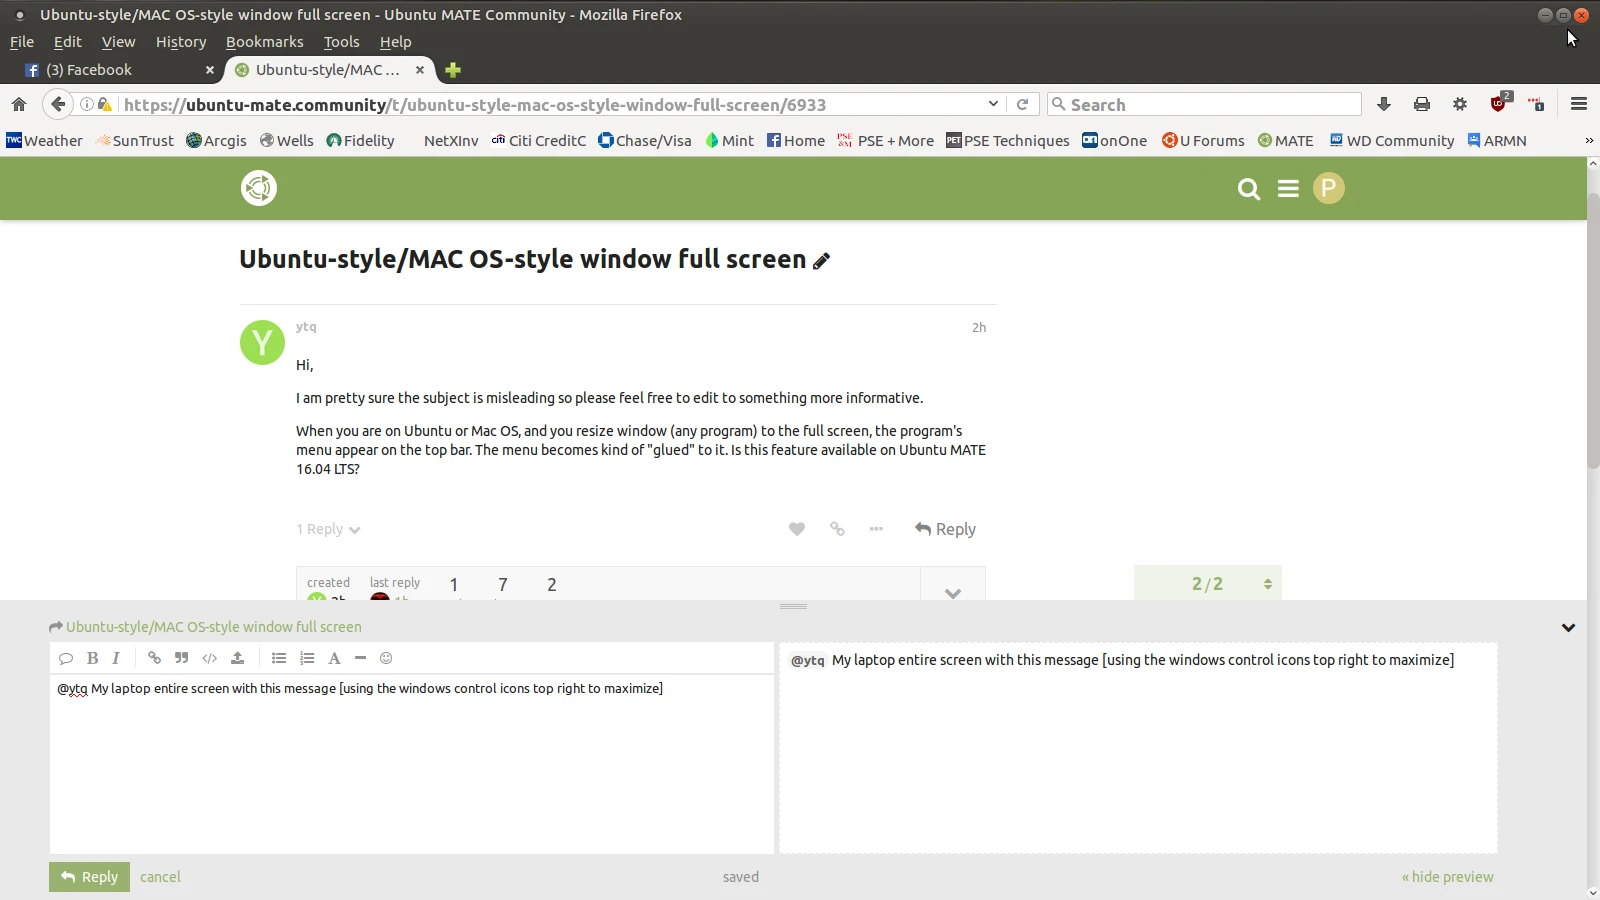 Ubuntu-style/MAC OS-style window full screen - Ubuntu MATE Community - Mozilla Firefox
File Edit View History Bookmarks Tools Help
(3) Facebook Ubuntu-style/MAC ...
https://ubuntu-mate.community/t/ubuntu-style-mac-os-style-window-full-screen/6933 Search 2 1
TWC Weather SunTrust Arcgis Wells Fidelity NetXInv citi Citi CreditC Chase/Visa Mint Home PSE &M PSE + More PET PSE Techniques On onOne U Forums MATE WD Community ARMN »
P
Ubuntu-style/MAC OS-style window full screen
Y ytq 2h
Hi,
I am pretty sure the subject is misleading so please feel free to edit to something more informative.
When you are on Ubuntu or Mac OS, and you resize window (any program) to the full screen, the program's
menu appear on the top bar. The menu becomes kind of "glued" to it. Is this feature available on Ubuntu MATE
16.04 LTS?
1 Reply Reply
created last reply 1 7 2 2/2
Ubuntu-style/MAC OS-style window full screen
B I </> A
@ytq My laptop entire screen with this message [using the windows control icons top right to maximize]
@ytq My laptop entire screen with this message [using the windows control icons top right to maximize]
Reply cancel saved « hide preview